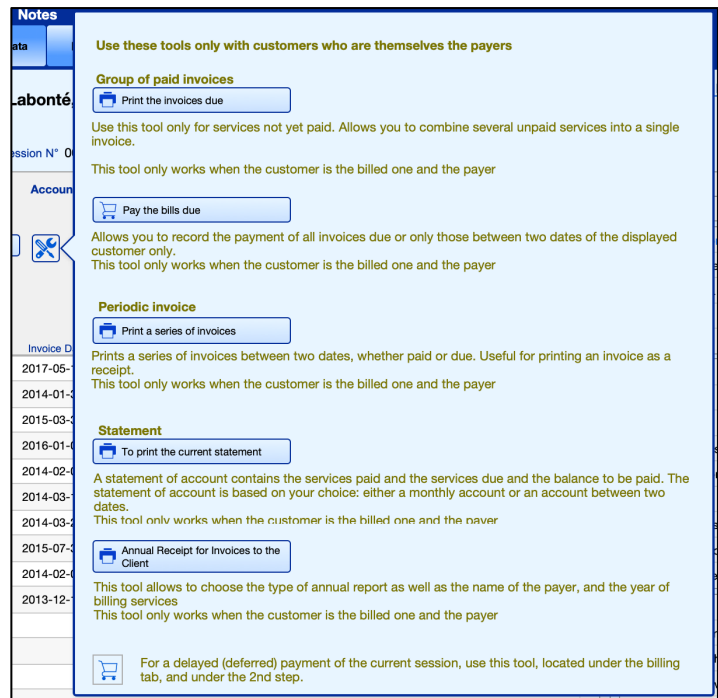 Notes
ata
Use these tools only with customers who are themselves the payers
Labonté,
Group of paid invoices
Print the invoices due
Use this tool only for services not yet paid. Allows you to combine several unpaid services into a single
invoice.
ession N°
This tool only works when the customer is the billed one and the payer
Accoun
Pay the bills due
Allows you to record the payment of all invoices due or only those between two dates of the displayed
customer only.
This tool only works when the customer is the billed one and the payer
Periodic invoice
Print a series of invoices
Invoice D
Prints a series of invoices between two dates, whether paid or due. Useful for printing an invoice as a
receipt.
This tool only works when the customer is the billed one and the payer
2017-05-
2014-01-3
2015-03-3
Statement
To print the current statement
2016-01-0
A statement of account contains the services paid and the services due and the balance to be paid. The
statement of account is based on your choice: either a monthly account or an account between two
dates.
This tool only works when the customer is the billed one and the payer
2014-02-0
2014-03-
2014-03-2
2015-07-3
Annual Receipt for Invoices to the
Client
2014-02-0
This tool allows to choose the type of annual report as well as the name of the payer, and the year of
billing services
This tool only works when the customer is the billed one and the payer
2013-12-
For a delayed (deferred) payment of the current session, use this tool, located under the billing
tab, and under the 2nd step.